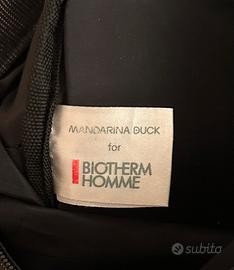 MANDARINA DUCK
for
BIOTHERM
HOMME
subito